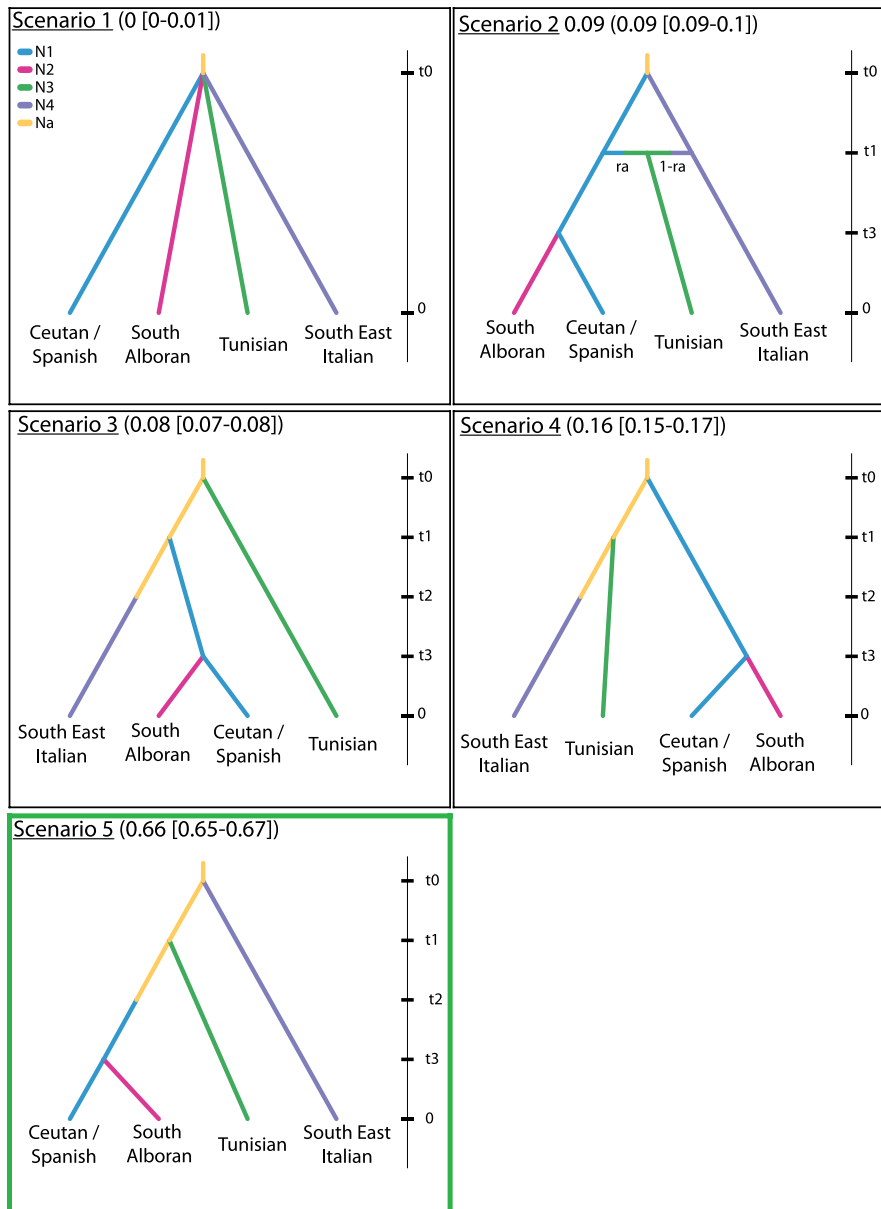 Scenario 1 (0 [0-0.01])
N1
N2
N3
N4
Na
t0
0
Ceutan /
Spanish
South
Alboran
Tunisian
South East
Italian
Scenario 2 0.09 (0.09 [0.09-0.1])
t0
t1
ra
1-ra
t3
0
South
Alboran
Ceutan /
Spanish
Tunisian
South East
Italian
Scenario 3 (0.08 [0.07-0.08])
t0
t1
t2
t3
0
South East
Italian
South
Alboran
Ceutan /
Spanish
Tunisian
Scenario 4 (0.16 [0.15-0.17])
t0
t1
t2
t3
0
South East
Italian
Tunisian
Ceutan /
Spanish
South
Alboran
Scenario 5 (0.66 [0.65-0.67])
t0
t1
t2
t3
0
Ceutan /
Spanish
South
Alboran
Tunisian
South East
Italian